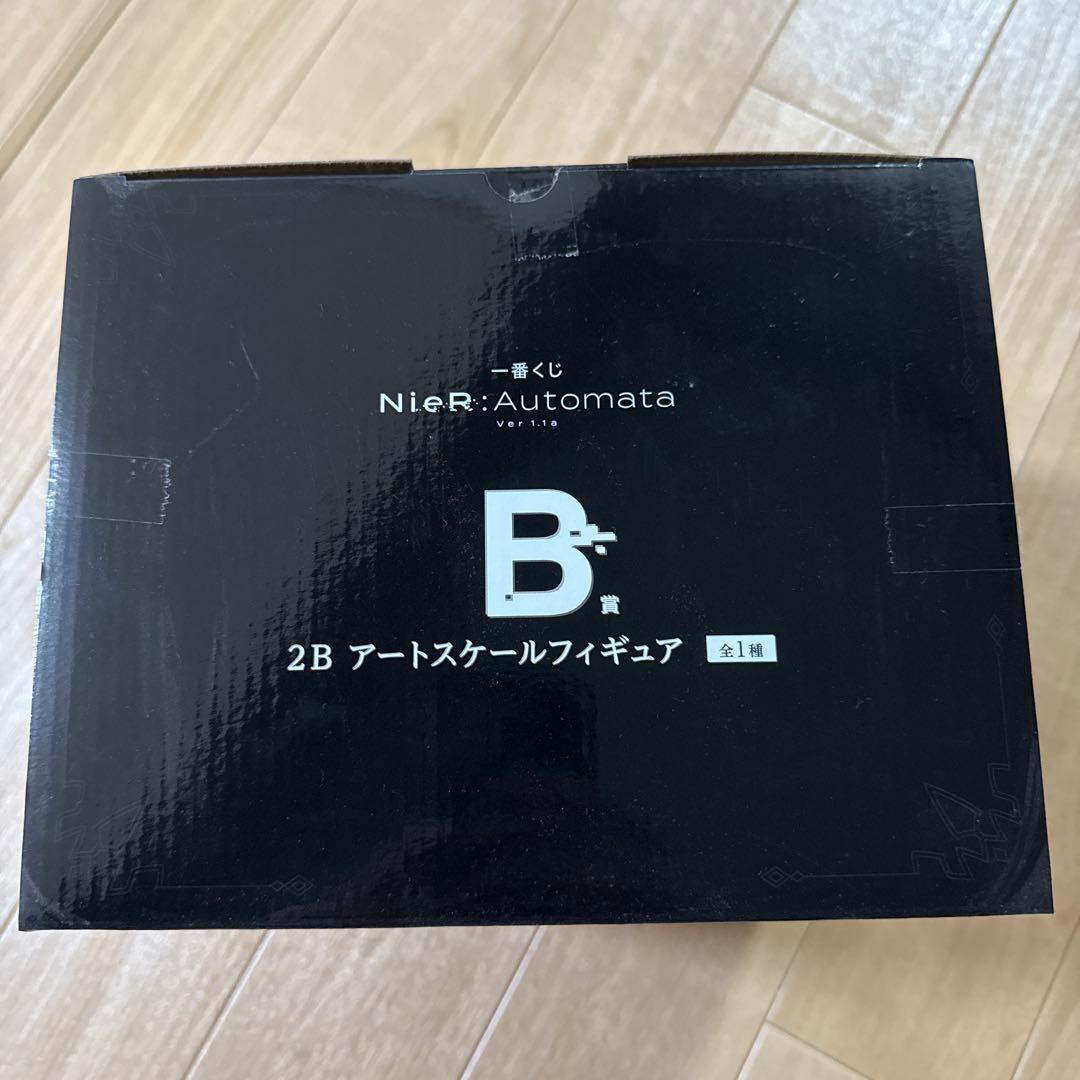 一番くじ
NieR:Automata
Ver 1.1a
B賞
2B アートスケールフィギュア 全1種